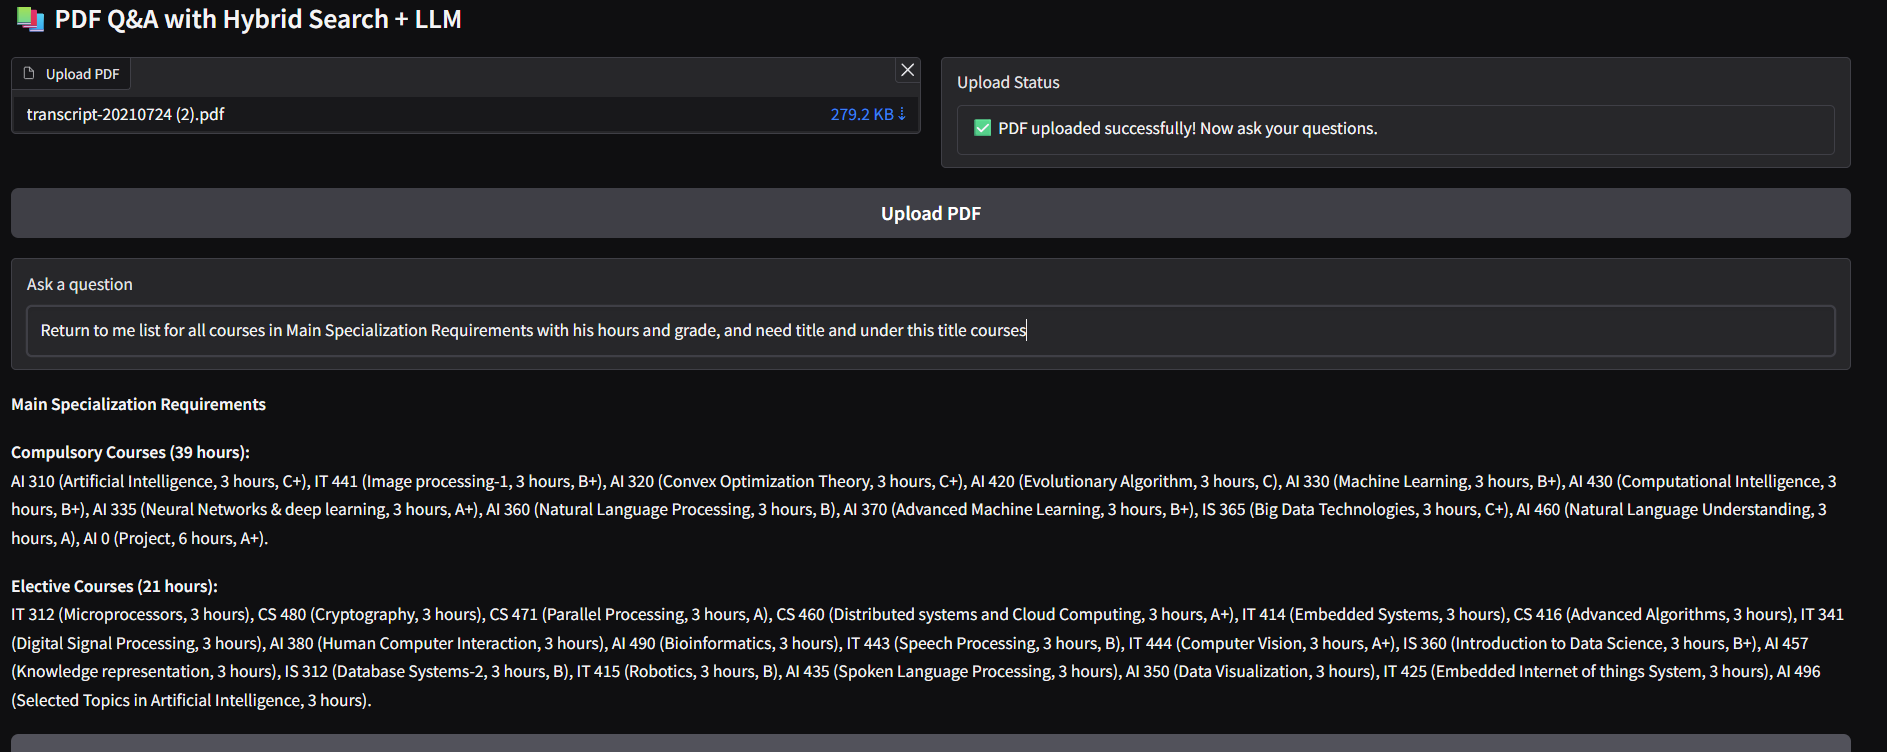 PDF Q&A with Hybrid Search + LLM
Upload PDF
transcript-20210724 (2).pdf
279.2 KB ⇣
Upload Status
✅ PDF uploaded successfully! Now ask your questions.
Upload PDF
Ask a question
Return to me list for all courses in Main Specialization Requirements with his hours and grade, and need title and under this title courses
Main Specialization Requirements
Compulsory Courses (39 hours):
AI 310 (Artificial Intelligence, 3 hours, C+), IT 441 (Image processing-1, 3 hours, B+), AI 320 (Convex Optimization Theory, 3 hours, C+), AI 420 (Evolutionary Algorithm, 3 hours, C), AI 330 (Machine Learning, 3 hours, B+), AI 430 (Computational Intelligence, 3
hours, B+), AI 335 (Neural Networks & deep learning, 3 hours, A+), AI 360 (Natural Language Processing, 3 hours, B), AI 370 (Advanced Machine Learning, 3 hours, B+), IS 365 (Big Data Technologies, 3 hours, C+), AI 460 (Natural Language Understanding, 3
hours, A), AI 0 (Project, 6 hours, A+).
Elective Courses (21 hours):
IT 312 (Microprocessors, 3 hours), CS 480 (Cryptography, 3 hours), CS 471 (Parallel Processing, 3 hours, A), CS 460 (Distributed systems and Cloud Computing, 3 hours, A+), IT 414 (Embedded Systems, 3 hours), CS 416 (Advanced Algorithms, 3 hours), IT 341
(Digital Signal Processing, 3 hours), AI 380 (Human Computer Interaction, 3 hours), AI 490 (Bioinformatics, 3 hours), IT 443 (Speech Processing, 3 hours, B), IT 444 (Computer Vision, 3 hours, A+), IS 360 (Introduction to Data Science, 3 hours, B+), AI 457
(Knowledge representation, 3 hours), IS 312 (Database Systems-2, 3 hours, B), IT 415 (Robotics, 3 hours, B), AI 435 (Spoken Language Processing, 3 hours), AI 350 (Data Visualization, 3 hours), IT 425 (Embedded Internet of things System, 3 hours), AI 496
(Selected Topics in Artificial Intelligence, 3 hours).